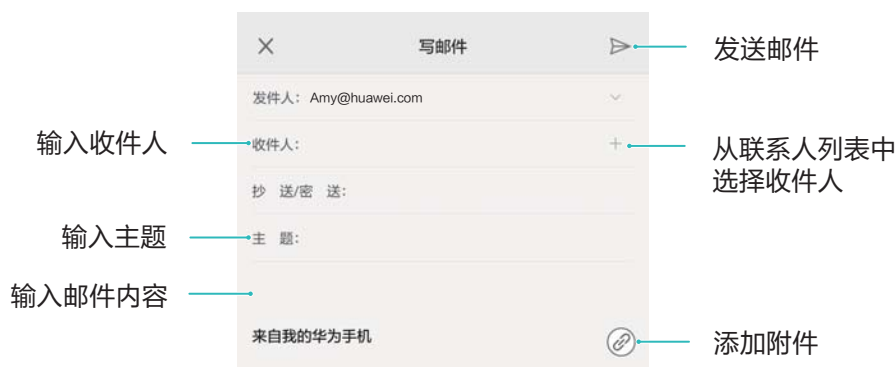 写邮件
发送邮件
发件人：Amy@huawei.com
输入收件人
收件人：
从联系人列表中
选择收件人
抄 送/密 送：
输入主题
主 题：
输入邮件内容
来自我的华为手机
添加附件